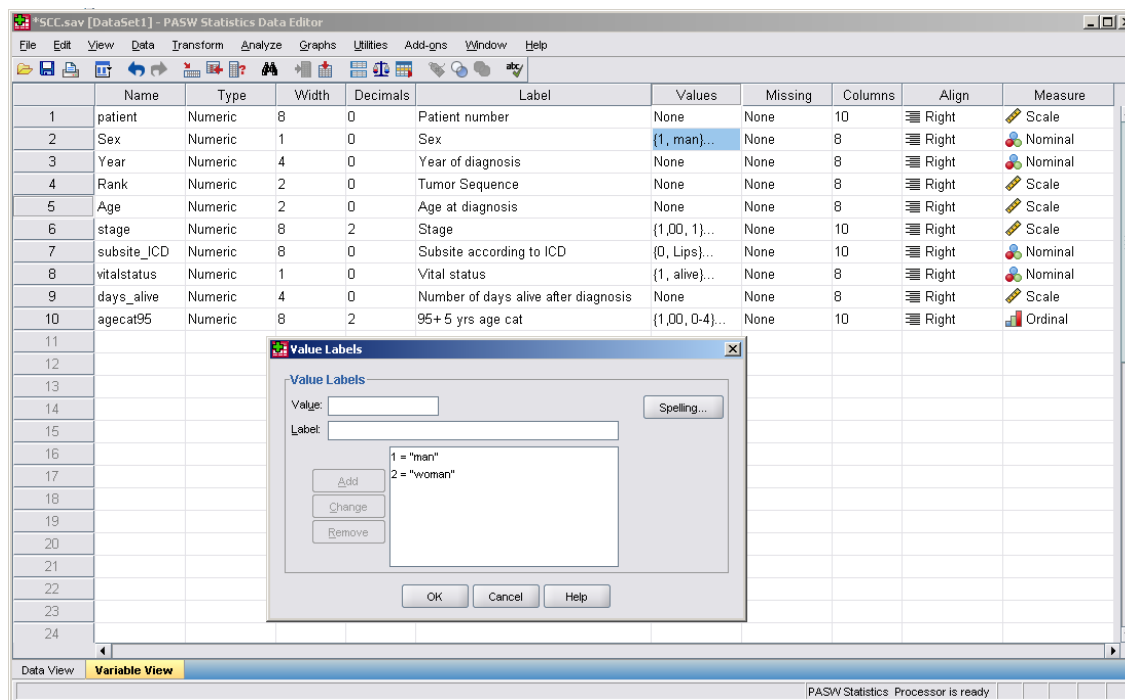 *SCC.sav [DataSet1] - PASW Statistics Data Editor
File Edit View Data Transform Analyze Graphs Utilities Add-ons Window Help
Name Type Width Decimals Label Values Missing Columns Align Measure
1 patient Numeric 8 0 Patient number None None 10 Right Scale
2 Sex Numeric 1 0 Sex {1, man}... None 8 Right Nominal
3 Year Numeric 4 0 Year of diagnosis None None 8 Right Nominal
4 Rank Numeric 2 0 Tumor Sequence None None 8 Right Scale
5 Age Numeric 2 0 Age at diagnosis None None 8 Right Scale
6 stage Numeric 8 2 Stage {1,00, 1}... None 10 Right Scale
7 subsite_ICD Numeric 8 0 Subsite according to ICD {0, Lips}... None 10 Right Nominal
8 vitalstatus Numeric 1 0 Vital status {1, alive}... None 8 Right Nominal
9 days_alive Numeric 4 0 Number of days alive after diagnosis None None 8 Right Scale
10 agecat95 Numeric 8 2 95+ 5 yrs age cat {1,00, 0-4}... None 10 Right Ordinal
11
12
13
14
15
16
17
18
19
20
21
22
23
24
Value Labels
Value Labels
Value:
Spelling...
Label:
1 = "man"
2 = "woman"
Add
Change
Remove
OK Cancel Help
Data View Variable View
PASW Statistics Processor is ready